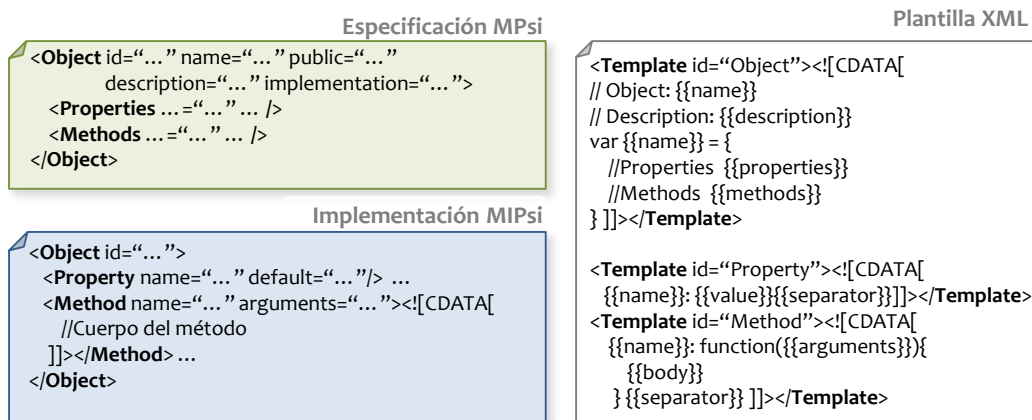 Especificación MPsi
<Object id=“…” name=“…” public=“…”
description=“…” implementation=“…”>
<Properties …=“…” … />
<Methods …=“…” … />
</Object>
Implementación MIPsi
<Object id=“…”>
<Property name=“…” default=“…”/> …
<Method name=“…” arguments=“…”><![CDATA[
//Cuerpo del método
]]></Method> …
</Object>
Plantilla XML
<Template id=“Object”><![CDATA[
// Object: {{name}}
// Description: {{description}}
var {{name}} = {
//Properties {{properties}}
//Methods {{methods}}
} ]]></Template>
<Template id=“Property”><![CDATA[
{{name}}: {{value}}{{separator}}]]></Template>
<Template id=“Method”><![CDATA[
{{name}}: function({{arguments}}){
{{body}}
} {{separator}} ]]></Template>